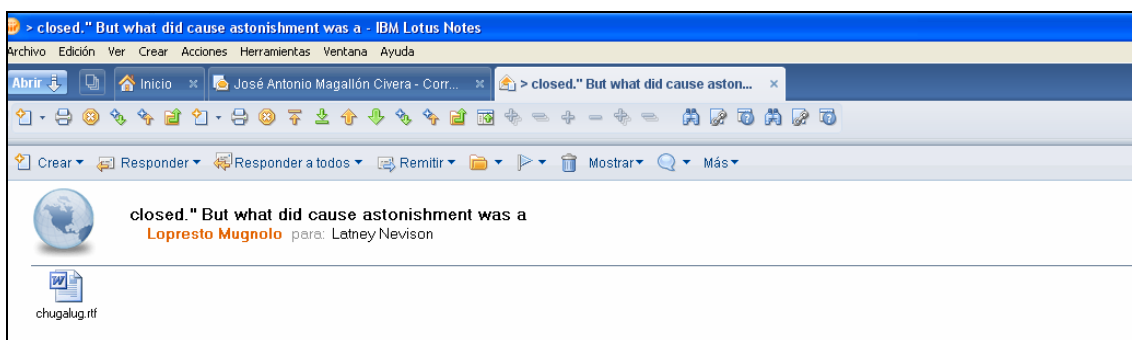 > closed." But what did cause astonishment was a - IBM Lotus Notes
Archivo Edición Ver Crear Acciones Herramientas Ventana Ayuda
Abrir Inicio José Antonio Magallón Civera - Corr... > closed." But what did cause aston...
Crear Responder Responder a todos Remitir Mostrar Más
closed." But what did cause astonishment was a
Lopresto Mugnolo para: Latney Nevison
chugalug.rtf